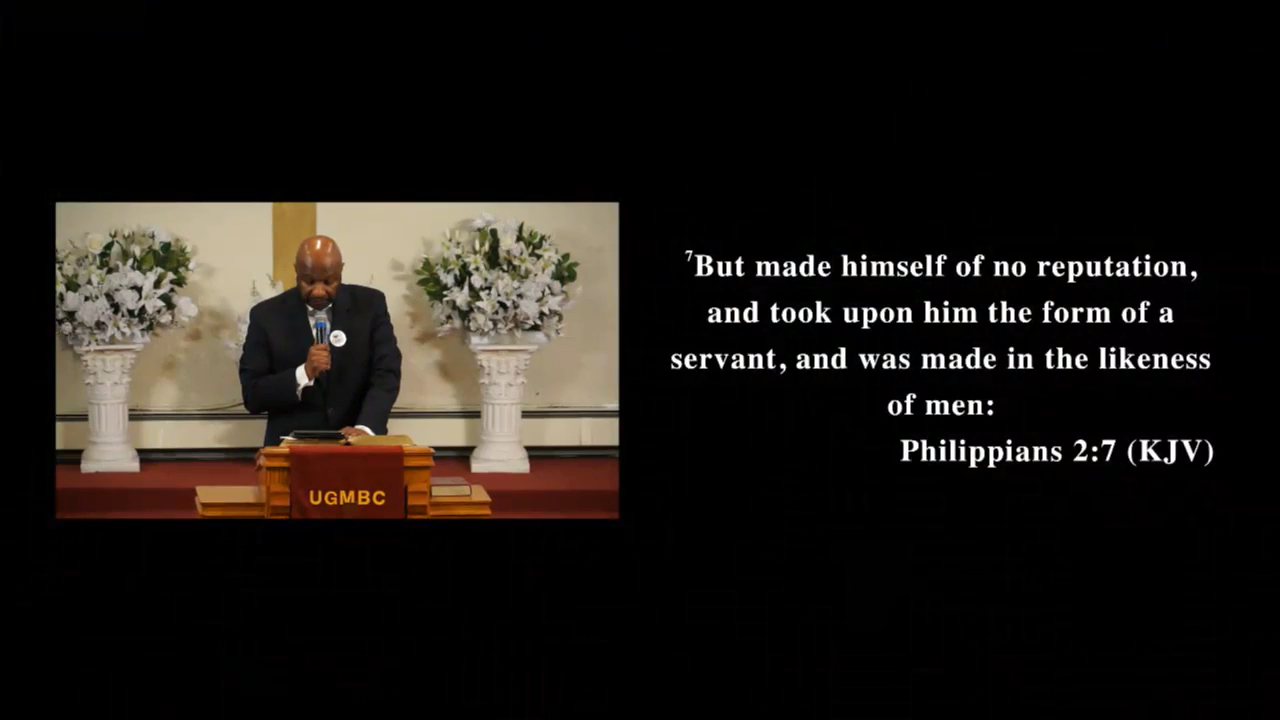 ⁷But made himself of no reputation,
and took upon him the form of a
servant, and was made in the likeness
of men:
Philippians 2:7 (KJV)
UGMBC